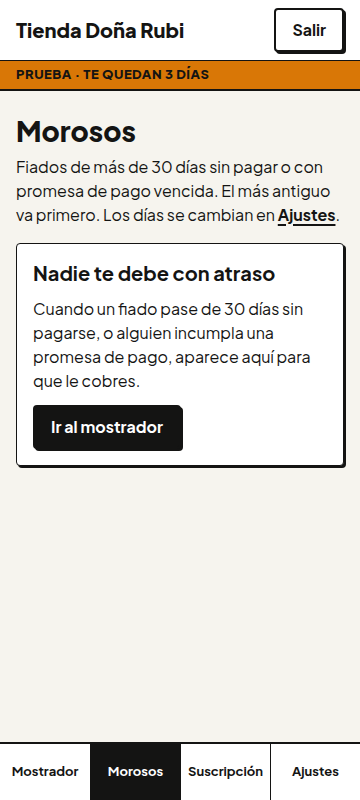 Tienda Doña Rubi
Salir
PRUEBA · TE QUEDAN 3 DÍAS
Morosos
Fiados de más de 30 días sin pagar o con
promesa de pago vencida. El más antiguo
va primero. Los días se cambian en Ajustes.
Nadie te debe con atraso
Cuando un fiado pase de 30 días sin
pagarse, o alguien incumpla una
promesa de pago, aparece aquí para
que le cobres.
Ir al mostrador
Mostrador
Morosos
Suscripción
Ajustes